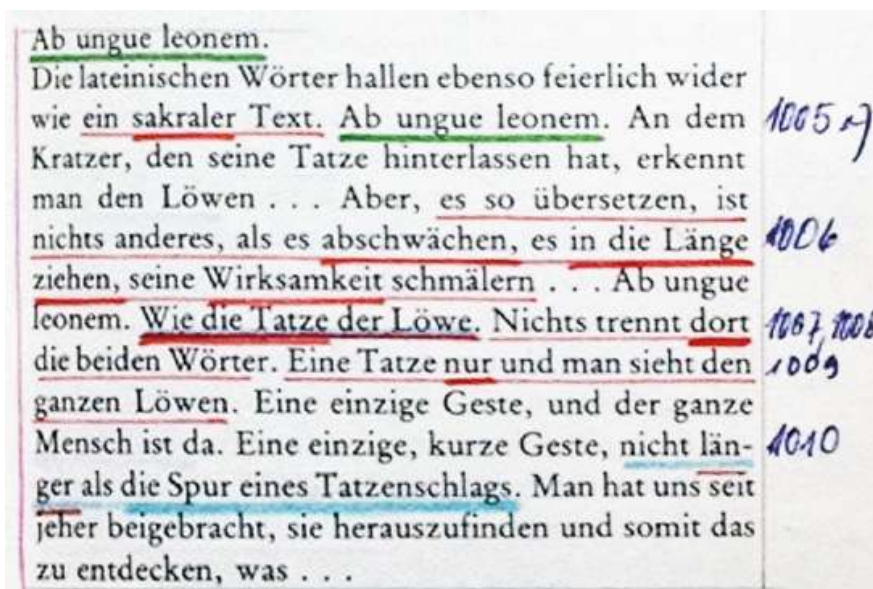 Ab ungue leonem.
Die lateinischen Wörter hallen ebenso feierlich wider
wie ein sakraler Text. Ab ungue leonem. An dem
1005 a)
Kratzer, den seine Tatze hinterlassen hat, erkennt
man den Löwen . . . Aber, es so übersetzen, ist
nichts anderes, als es abschwächen, es in die Länge
1006
ziehen, seine Wirksamkeit schmälern . . . Ab ungue
leonem. Wie die Tatze der Löwe. Nichts trennt dort
1007, 1008
die beiden Wörter. Eine Tatze nur und man sieht den
1009
ganzen Löwen. Eine einzige Geste, und der ganze
Mensch ist da. Eine einzige, kurze Geste, nicht län-
1010
ger als die Spur eines Tatzenschlags. Man hat uns seit
jeher beigebracht, sie herauszufinden und somit das
zu entdecken, was . . .